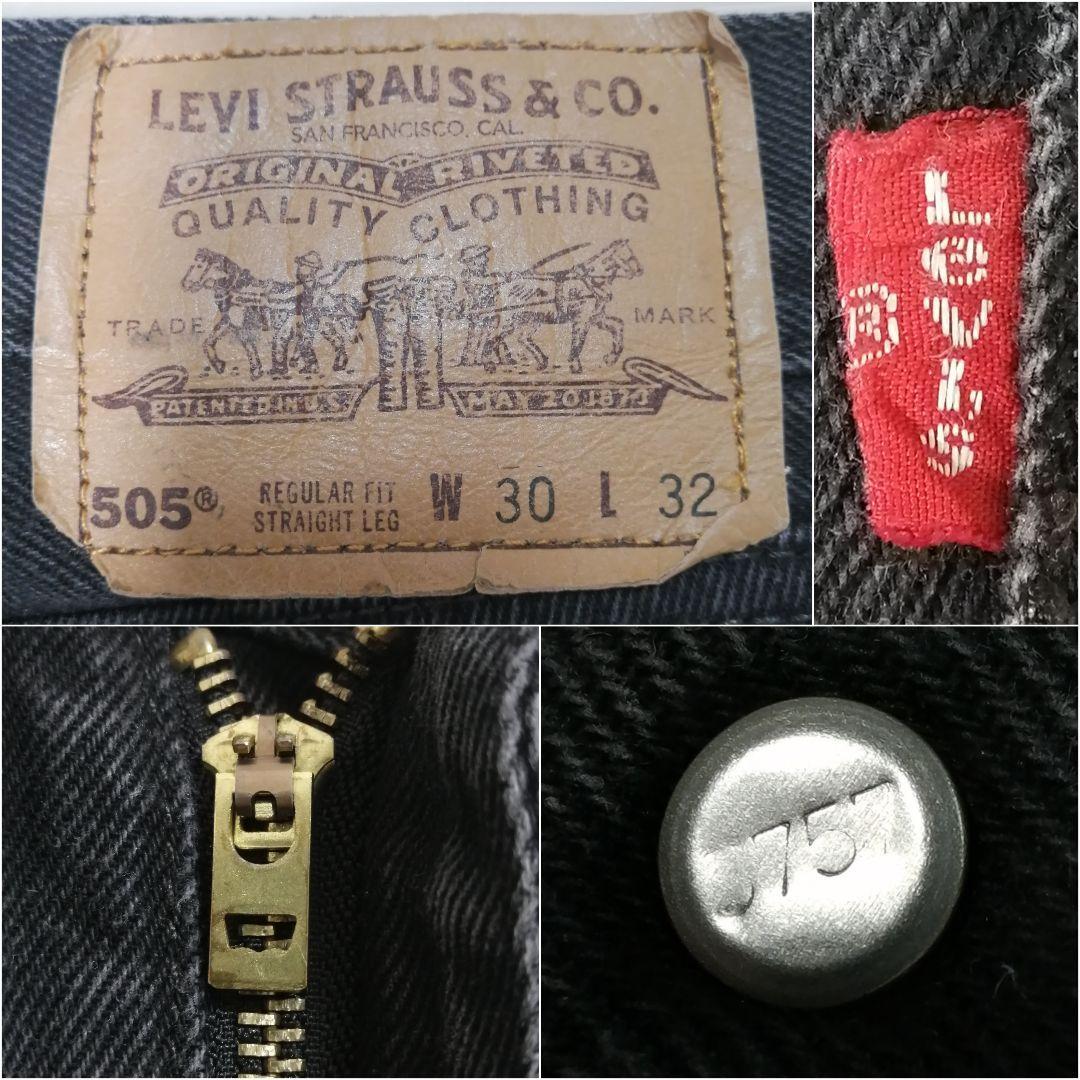 LEVI STRAUSS & CO.
SAN FRANCISCO, CAL.
ORIGINAL RIVETED
QUALITY CLOTHING
TRADE MARK
PATENTED IN U.S. MAY 20 1873
505® REGULAR FIT W 30 L 32
STRAIGHT LEG
LeVi's
®
J757